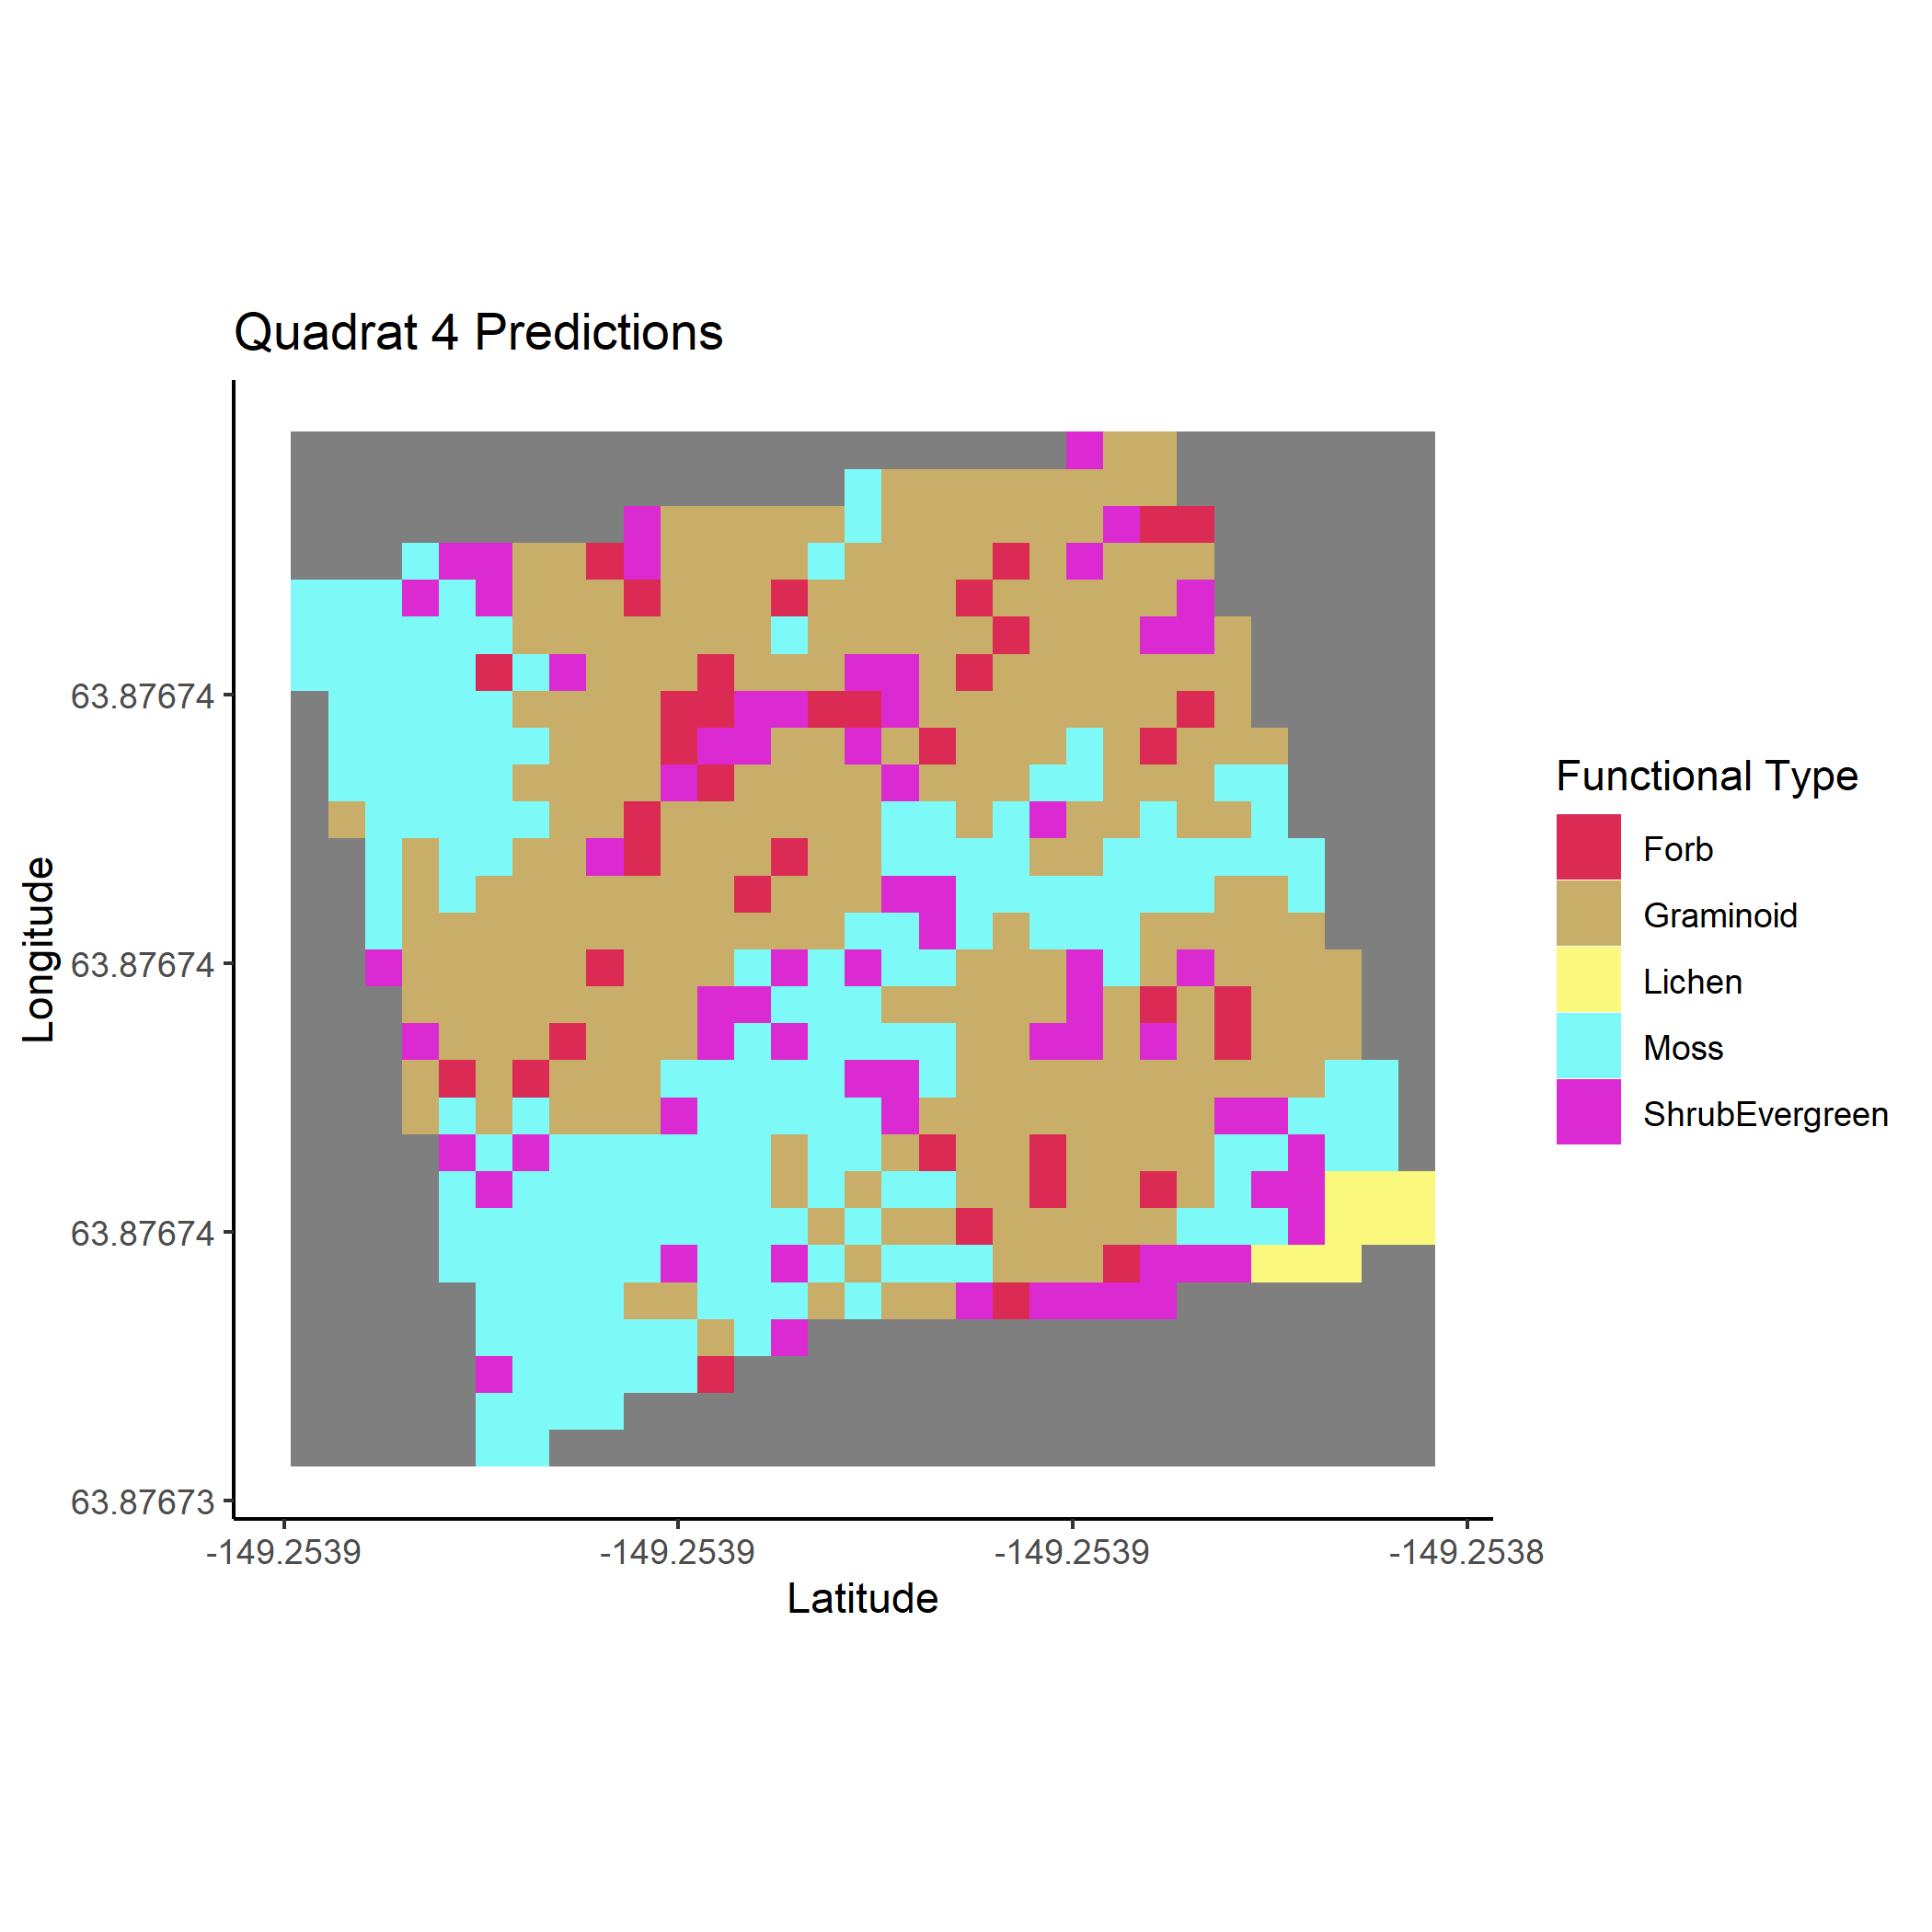 Quadrat 4 Predictions
Longitude
63.87674
63.87674
63.87674
63.87673
-149.2539
-149.2539
-149.2539
-149.2538
Latitude
Functional Type
Forb
Graminoid
Lichen
Moss
ShrubEvergreen